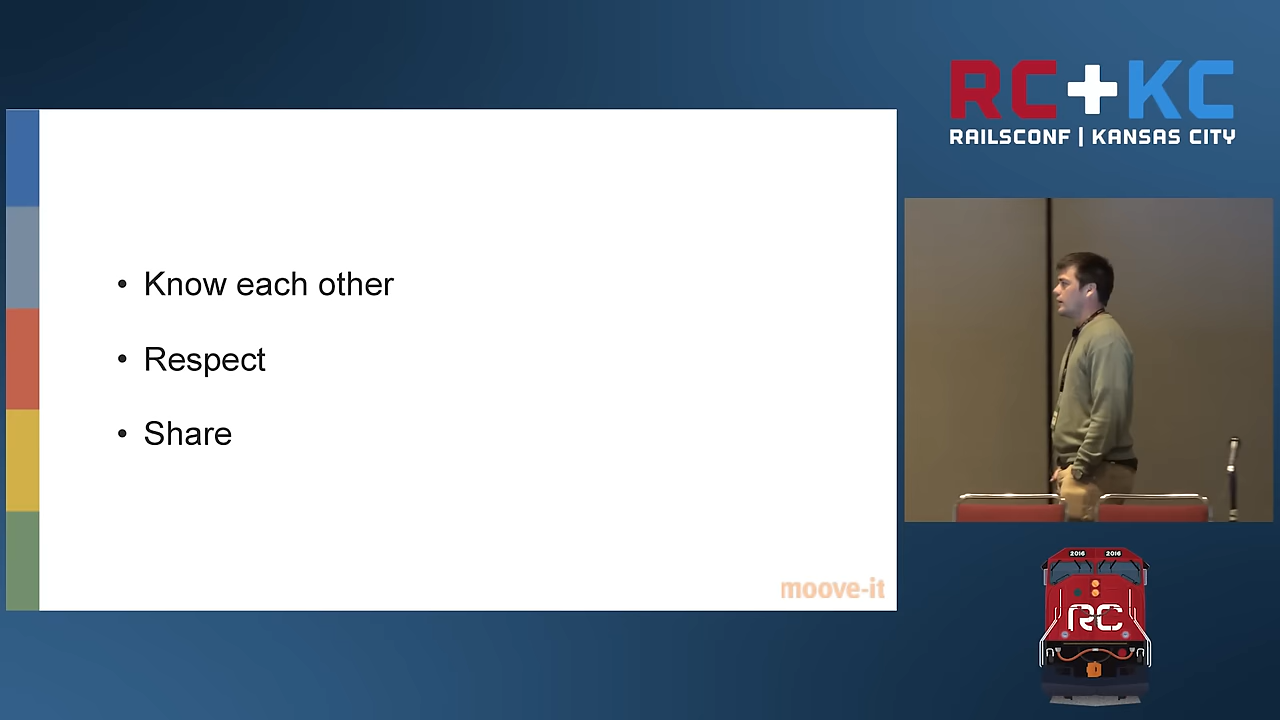 RC+KC
RAILSCONF | KANSAS CITY
• Know each other
• Respect
• Share
moove-it
2016 2016
RC